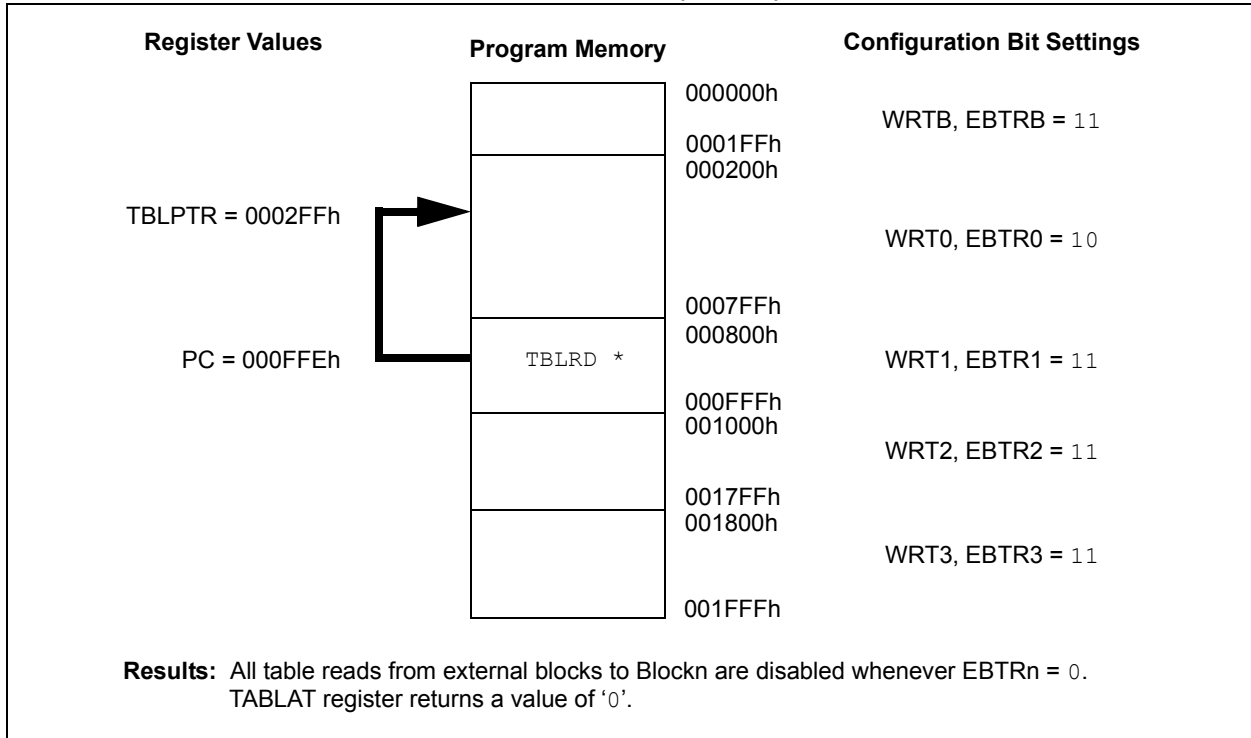 Register Values
Program Memory
Configuration Bit Settings
000000h
WRTB, EBTRB = 11
0001FFh
000200h
TBLPTR = 0002FFh
WRT0, EBTR0 = 10
0007FFh
000800h
PC = 000FFEh
TBLRD *
WRT1, EBTR1 = 11
000FFFh
001000h
WRT2, EBTR2 = 11
0017FFh
001800h
WRT3, EBTR3 = 11
001FFFh
Results: All table reads from external blocks to Blockn are disabled whenever EBTRn = 0.
TABLAT register returns a value of ‘0’.